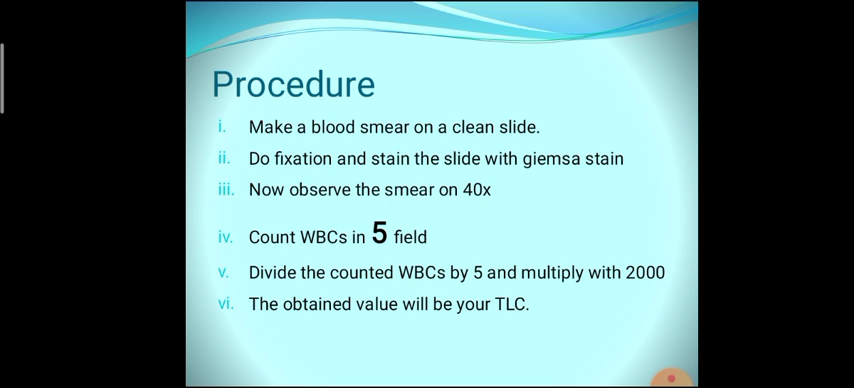 Procedure
i. Make a blood smear on a clean slide.
ii. Do fixation and stain the slide with giemsa stain
iii. Now observe the smear on 40x
iv. Count WBCs in 5 field
v. Divide the counted WBCs by 5 and multiply with 2000
vi. The obtained value will be your TLC.